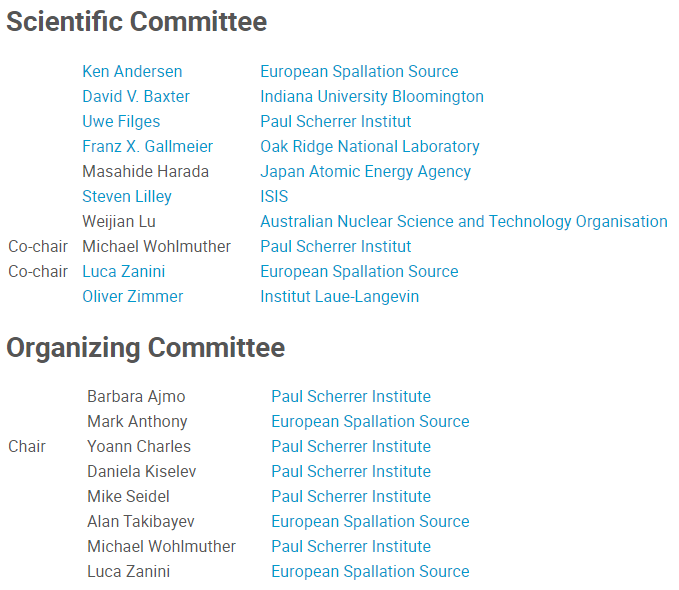 Scientific Committee
Ken Andersen European Spallation Source
David V. Baxter Indiana University Bloomington
Uwe Filges Paul Scherrer Institut
Franz X. Gallmeier Oak Ridge National Laboratory
Masahide Harada Japan Atomic Energy Agency
Steven Lilley ISIS
Weijian Lu Australian Nuclear Science and Technology Organisation
Co-chair Michael Wohlmuther Paul Scherrer Institut
Co-chair Luca Zanini European Spallation Source
Oliver Zimmer Institut Laue-Langevin
Organizing Committee
Barbara Ajmo Paul Scherrer Institute
Mark Anthony European Spallation Source
Chair Yoann Charles Paul Scherrer Institute
Daniela Kiselev Paul Scherrer Institute
Mike Seidel Paul Scherrer Institute
Alan Takibayev European Spallation Source
Michael Wohlmuther Paul Scherrer Institute
Luca Zanini European Spallation Source